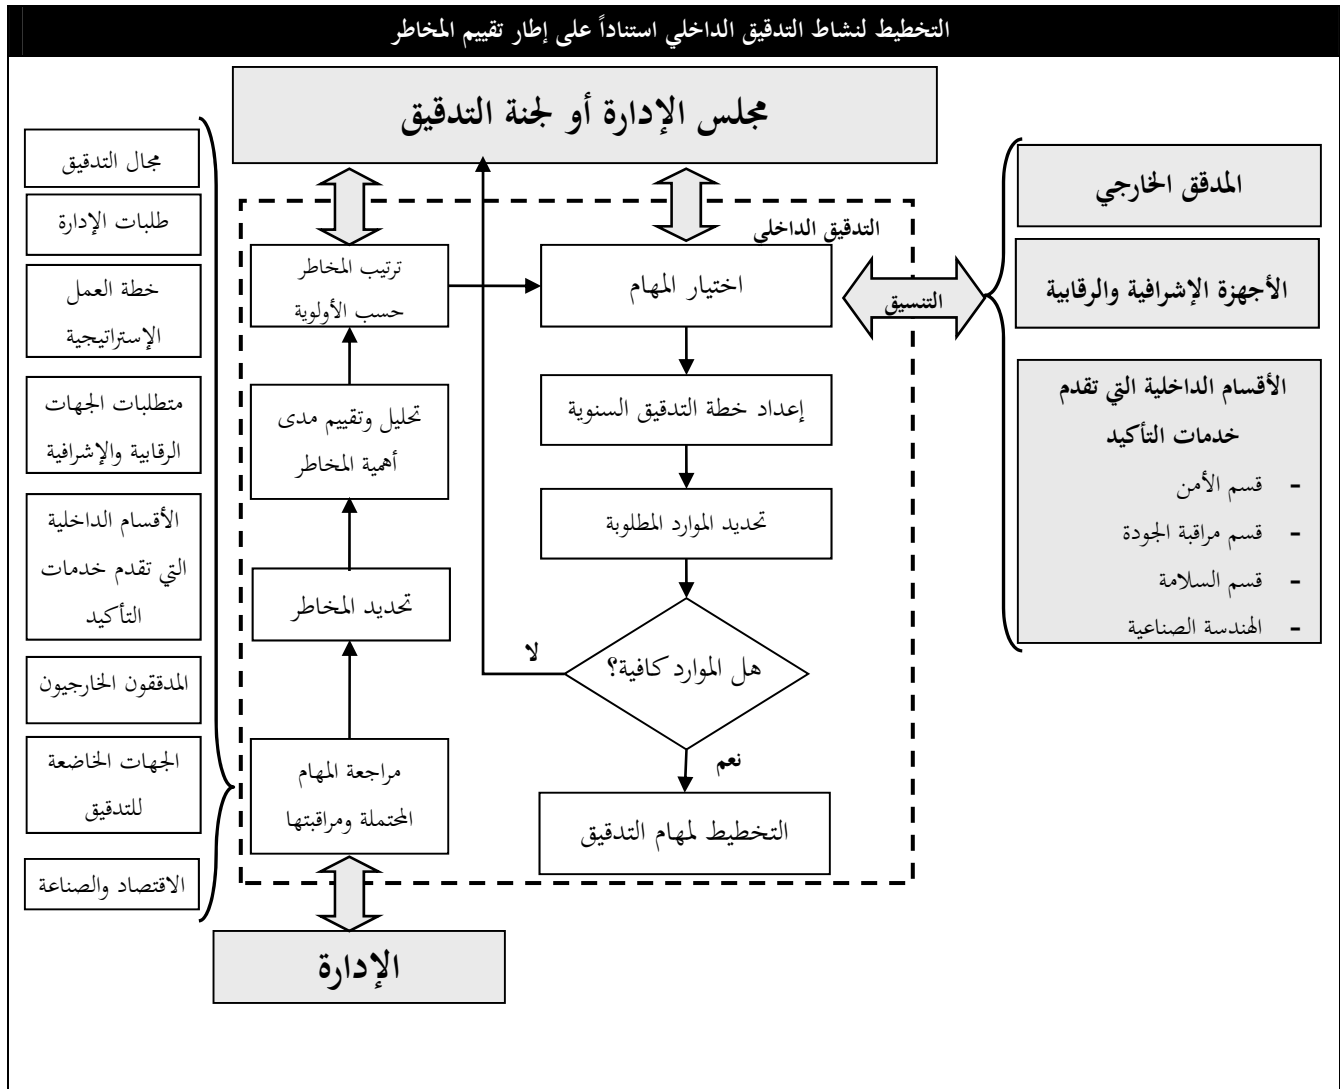 التخطيط لنشاط التدقيق الداخلي استناداً على إطار تقييم المخاطر
مجلس الإدارة أو لجنة التدقيق
المدقق الخارجي
الأجهزة الإشرافية والرقابية
الأقسام الداخلية التي تقدم
خدمات التأكيد
- قسم الأمن
- قسم مراقبة الجودة
- قسم السلامة
- الهندسة الصناعية
التنسيق
التدقيق الداخلي
اختيار المهام
إعداد خطة التدقيق السنوية
تحديد الموارد المطلوبة
هل الموارد كافية؟
لا
نعم
التخطيط لمهام التدقيق
ترتيب المخاطر
حسب الأولوية
تحليل وتقييم مدى
أهمية المخاطر
تحديد المخاطر
مراجعة المهام
المحتملة ومراقبتها
الإدارة
مجال التدقيق
طلبات الإدارة
خطة العمل
الإستراتيجية
متطلبات الجهات
الرقابية والإشرافية
الأقسام الداخلية
التي تقدم خدمات
التأكيد
المدققون الخارجيون
الجهات الخاضعة
للتدقيق
الاقتصاد والصناعة